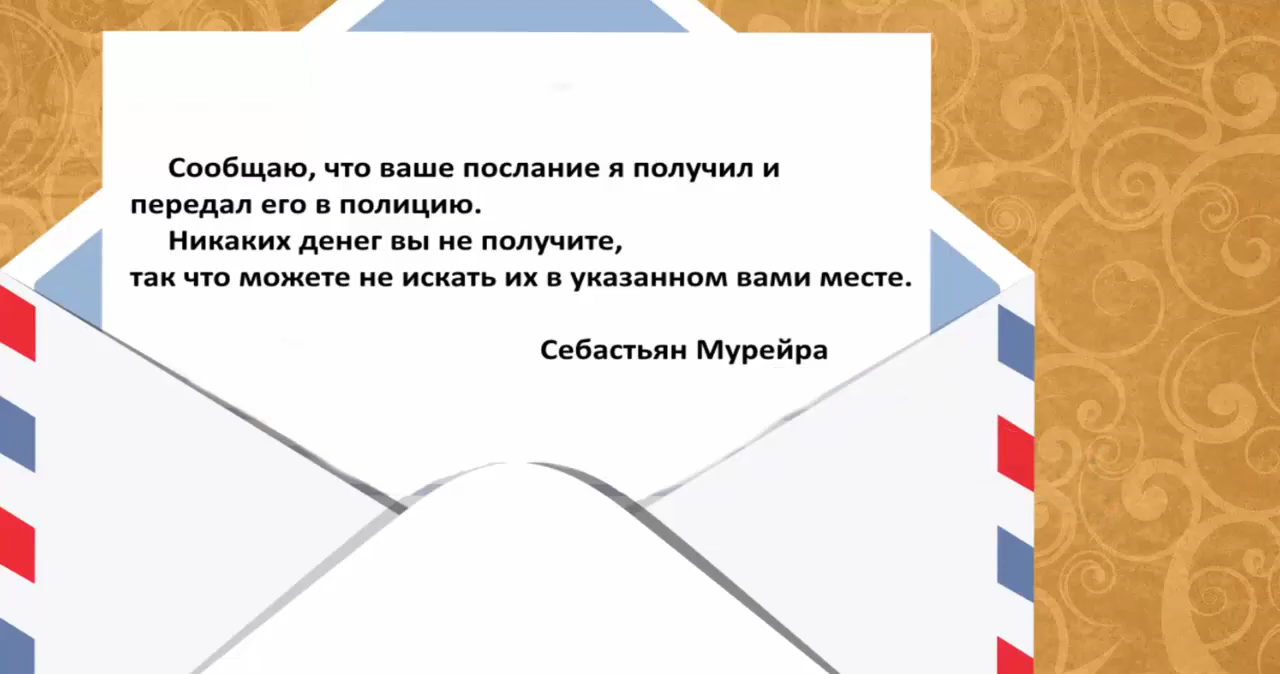 Сообщаю, что ваше послание я получил и
передал его в полицию.
Никаких денег вы не получите,
так что можете не искать их в указанном вами месте.
Себастьян Мурейра